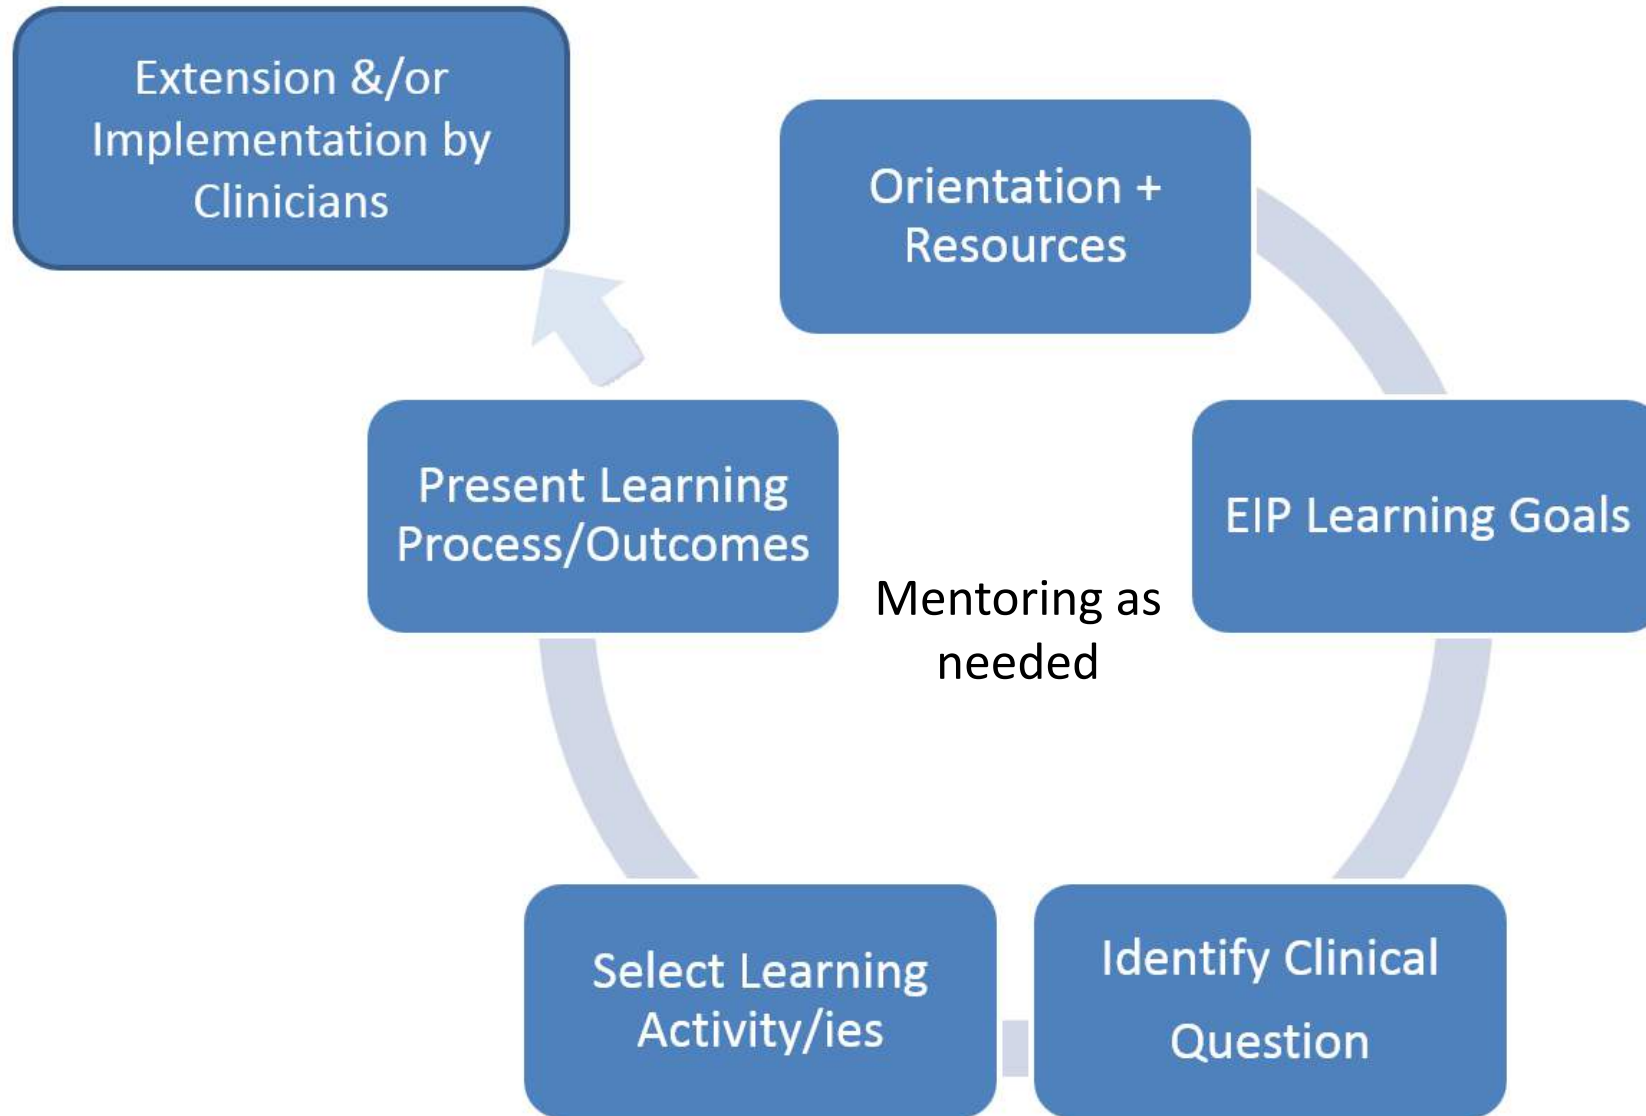 Extension &/or
Implementation by
Clinicians
Orientation +
Resources
EIP Learning Goals
Identify Clinical
Question
Select Learning
Activity/ies
Present Learning
Process/Outcomes
Mentoring as
needed